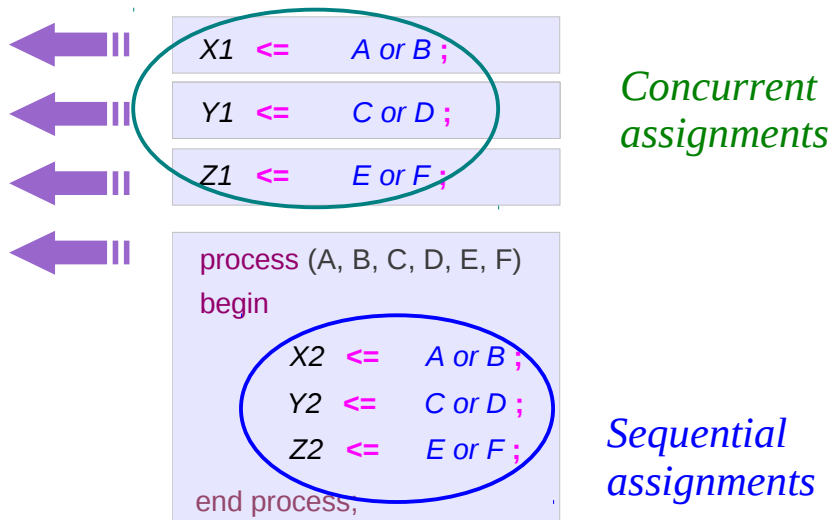 X1 <= A or B ;
Y1 <= C or D ;
Z1 <= E or F ;
Concurrent
assignments
process (A, B, C, D, E, F)
begin
X2 <= A or B ;
Y2 <= C or D ;
Z2 <= E or F ;
end process;
Sequential
assignments